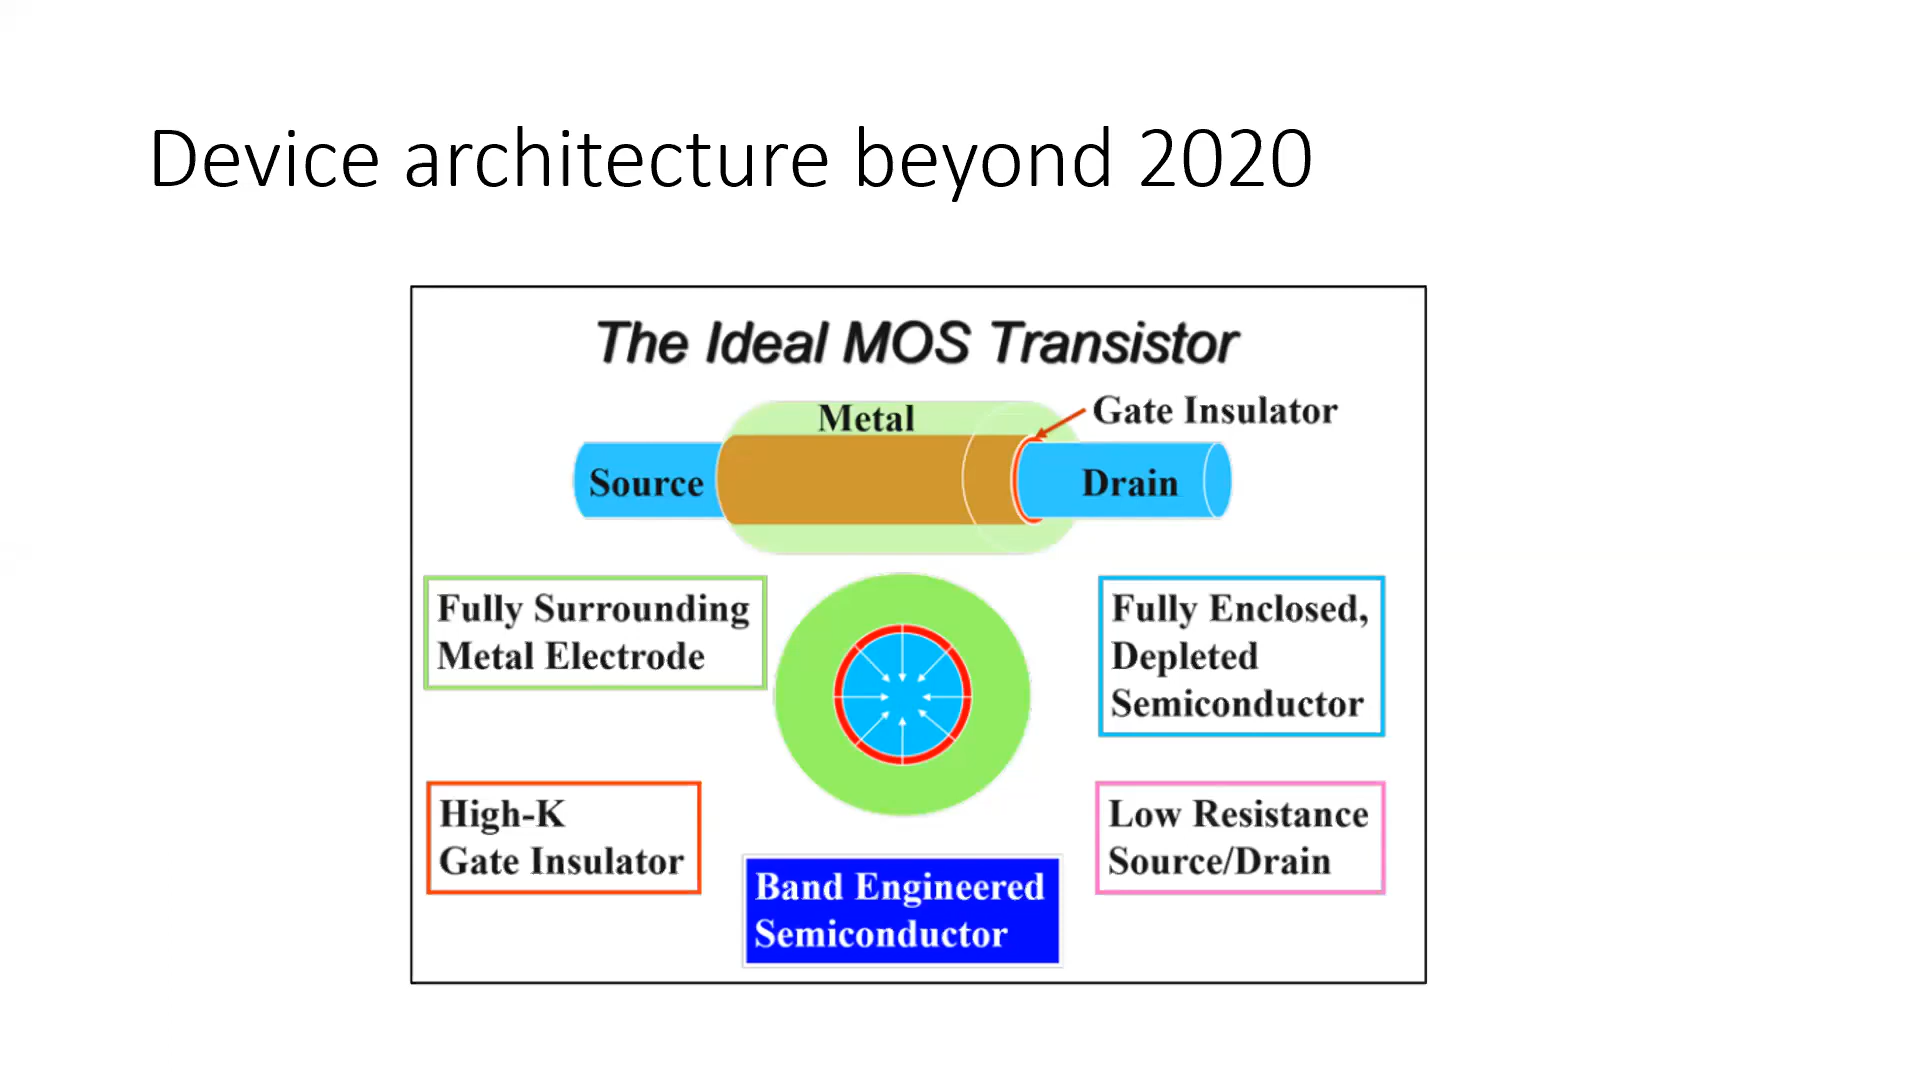 Device architecture beyond 2020
The Ideal MOS Transistor
Metal
Gate Insulator
Source
Drain
Fully Surrounding
Metal Electrode
Fully Enclosed,
Depleted
Semiconductor
High-K
Gate Insulator
Low Resistance
Source/Drain
Band Engineered
Semiconductor